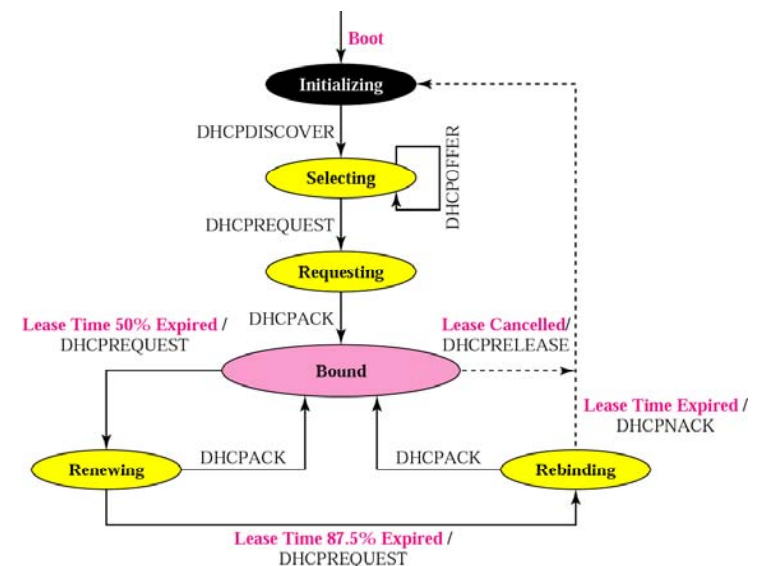 Boot
Initializing
DHCPDISCOVER
Selecting
DHCPOFFER
DHCPREQUEST
Requesting
DHCPACK
Lease Time 50% Expired /
DHCPREQUEST
Lease Cancelled/
DHCPRELEASE
Bound
Lease Time Expired /
DHCPNACK
Renewing
DHCPACK
DHCPACK
Rebinding
Lease Time 87.5% Expired /
DHCPREQUEST